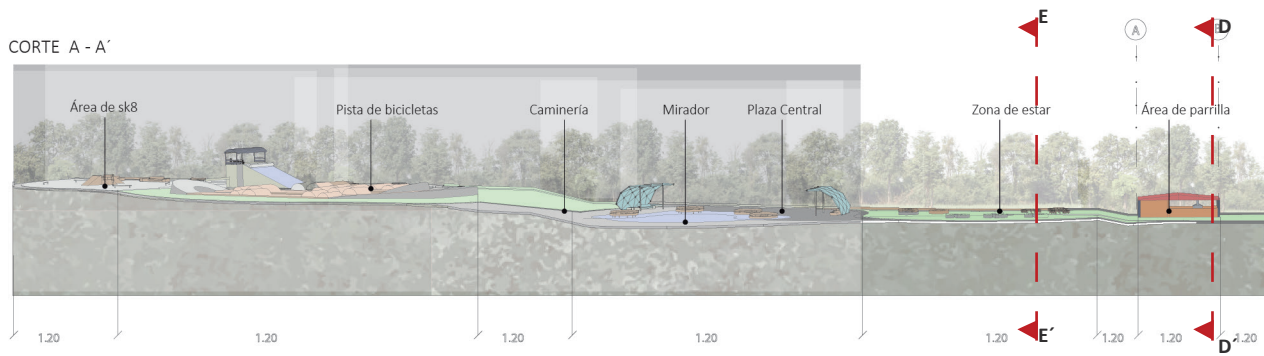 E
D
A
CORTE A - A´
Área de sk8
Pista de bicicletas
Caminería
Mirador
Plaza Central
Zona de estar
Área de parrilla
1.20
1.20
1.20
1.20
1.20
1.20
1.20
1.20
E´
D´